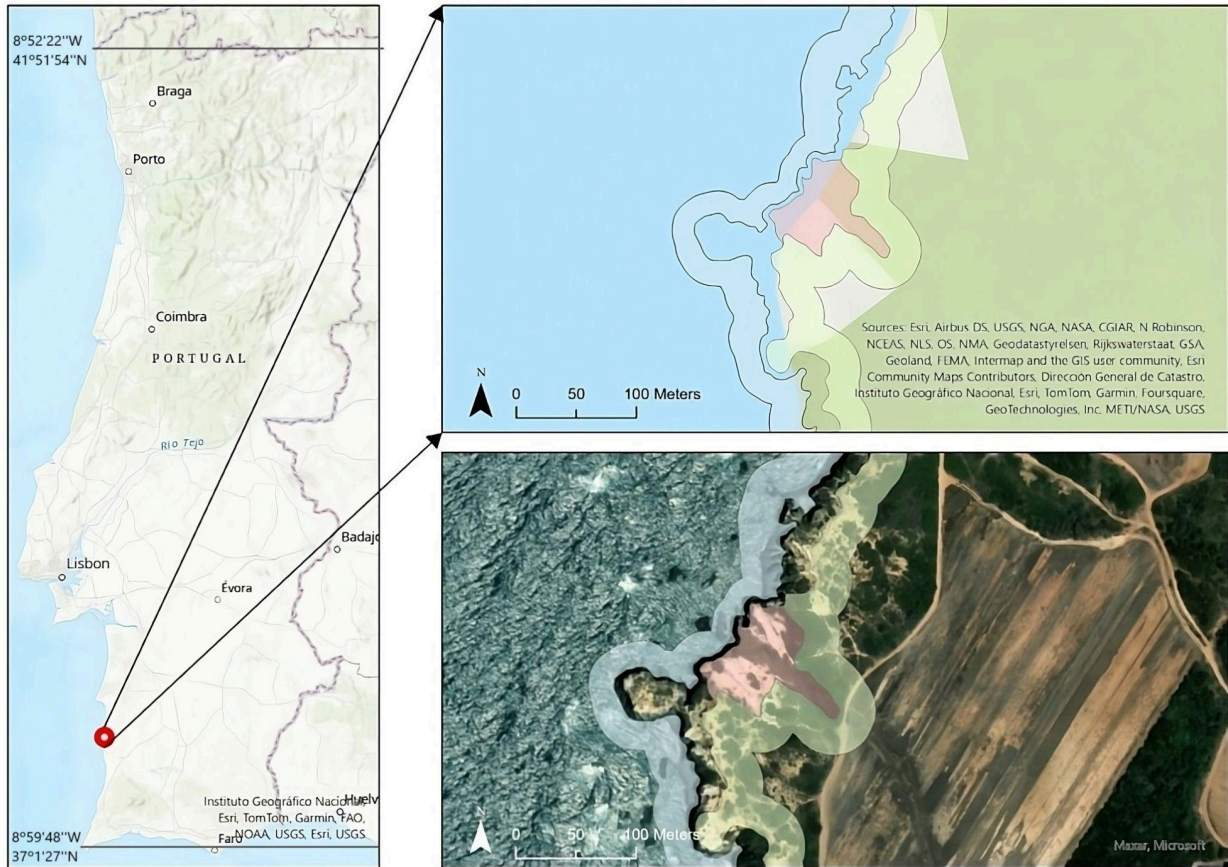 8°52'22"W
41°51'54"N
Braga
Porto
Coimbra
PORTUGAL
Río Tejo
Lisbon
Évora
Badajo
Instituto Geográfico Nacional,
Huelv
Esri, TomTom, Garmin, FAO,
NOAA, USGS, Esri, USGS
Faro
8°59'48"W
37°1'27"N
Sources: Esri, Airbus DS, USGS, NGA, NASA, CGIAR, N Robinson,
NCEAS, NLS, OS, NMA, Geodatastyrelsen, Rijkswaterstaat, GSA,
Geoland, FEMA, Intermap and the GIS user community, Esri
Community Maps Contributors, Dirección General de Catastro,
Instituto Geográfico Nacional, Esri, TomTom, Garmin, Foursquare,
GeoTechnologies, Inc, METI/NASA, USGS
N
0 50 100 Meters
N
0 50 100 Meters
Maxar, Microsoft